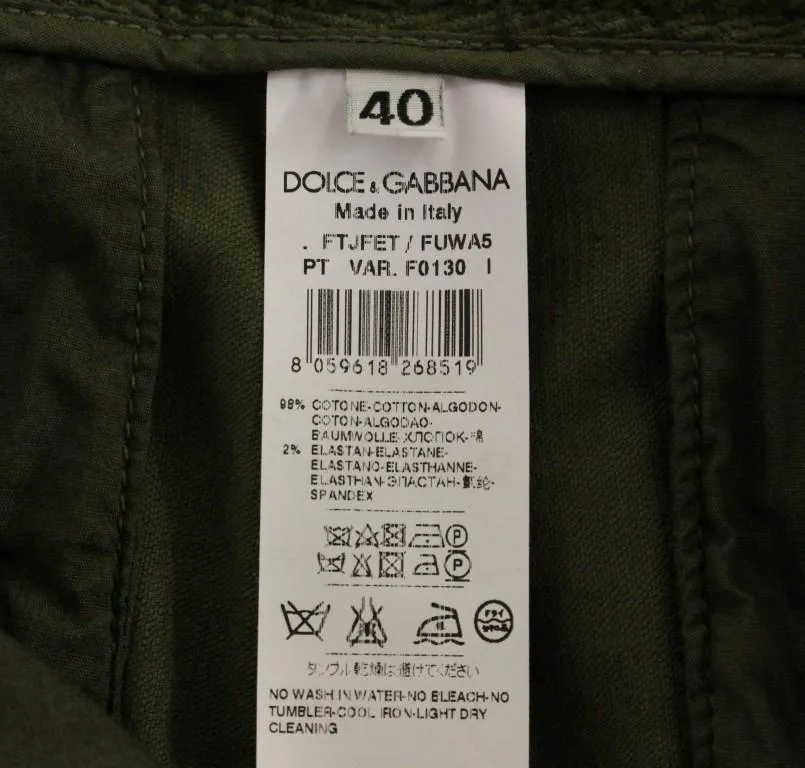 40
DOLCE & GABBANA
Made in Italy
. FTJFET / FUWA5
PT VAR. F0130 I
8 059618 268519
98% COTONE-COTTON-ALGODON-
COTON-ALGODAO-
BAUMWOLLE-ХЛОПОК-棉
2% ELASTAN-ELASTANE-
ELASTANO-ELASTHANNE-
ELASTHAN-ЭЛАСТАН-氨纶-
SPANDEX
P
P
ドライ
タンブル乾燥は避けてください
NO WASH IN WATER-NO BLEACH-NO
TUMBLER-COOL IRON-LIGHT DRY
CLEANING